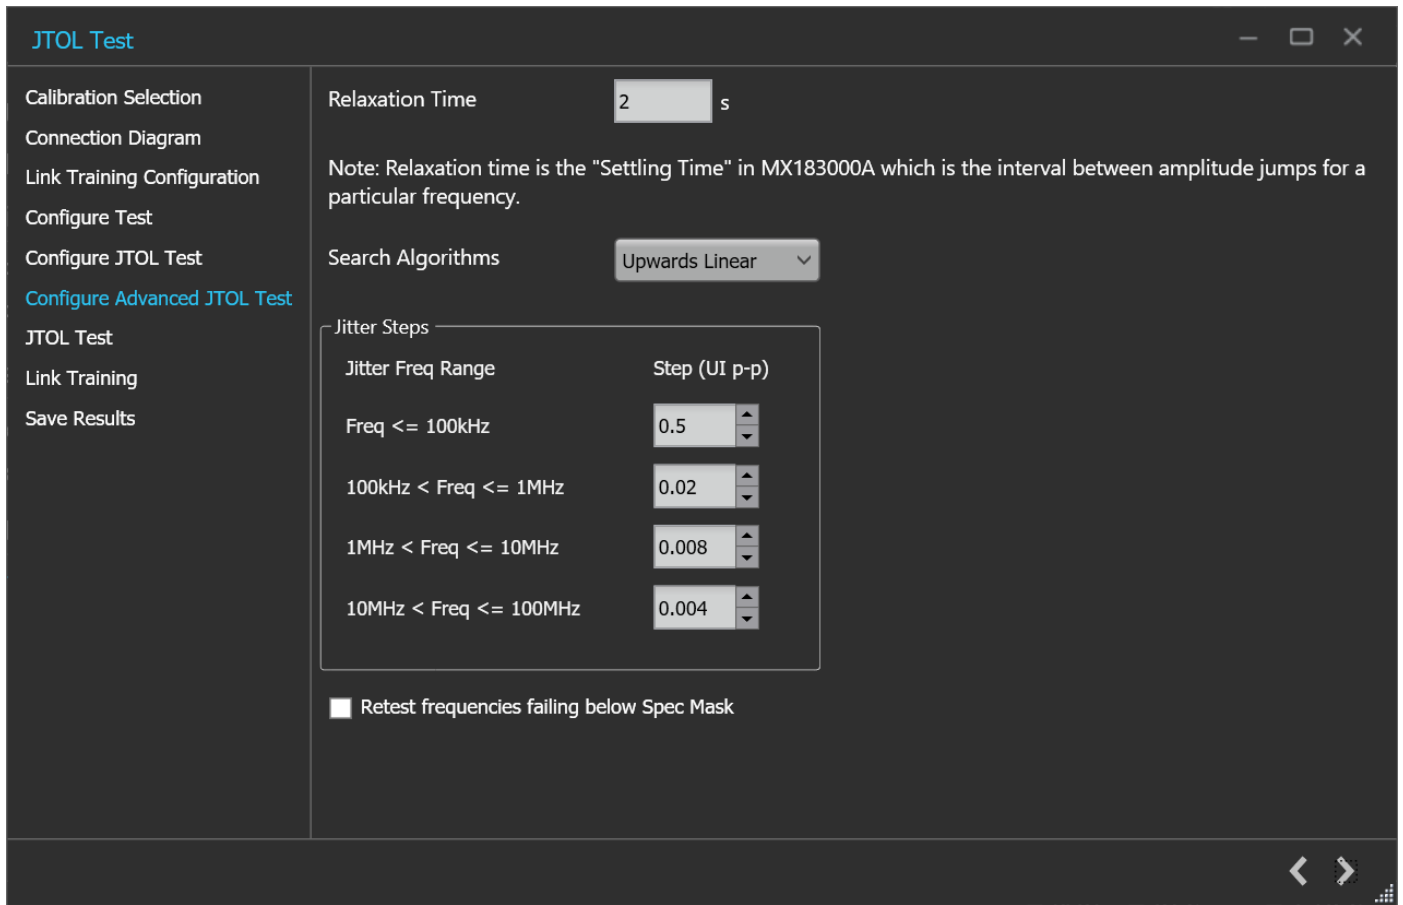 JTOL Test
Calibration Selection
Connection Diagram
Link Training Configuration
Configure Test
Configure JTOL Test
Configure Advanced JTOL Test
JTOL Test
Link Training
Save Results
Relaxation Time 2 s
Note: Relaxation time is the "Settling Time" in MX183000A which is the interval between amplitude jumps for a
particular frequency.
Search Algorithms Upwards Linear
Jitter Steps
Jitter Freq Range Step (UI p-p)
Freq <= 100kHz 0.5
100kHz < Freq <= 1MHz 0.02
1MHz < Freq <= 10MHz 0.008
10MHz < Freq <= 100MHz 0.004
Retest frequencies failing below Spec Mask